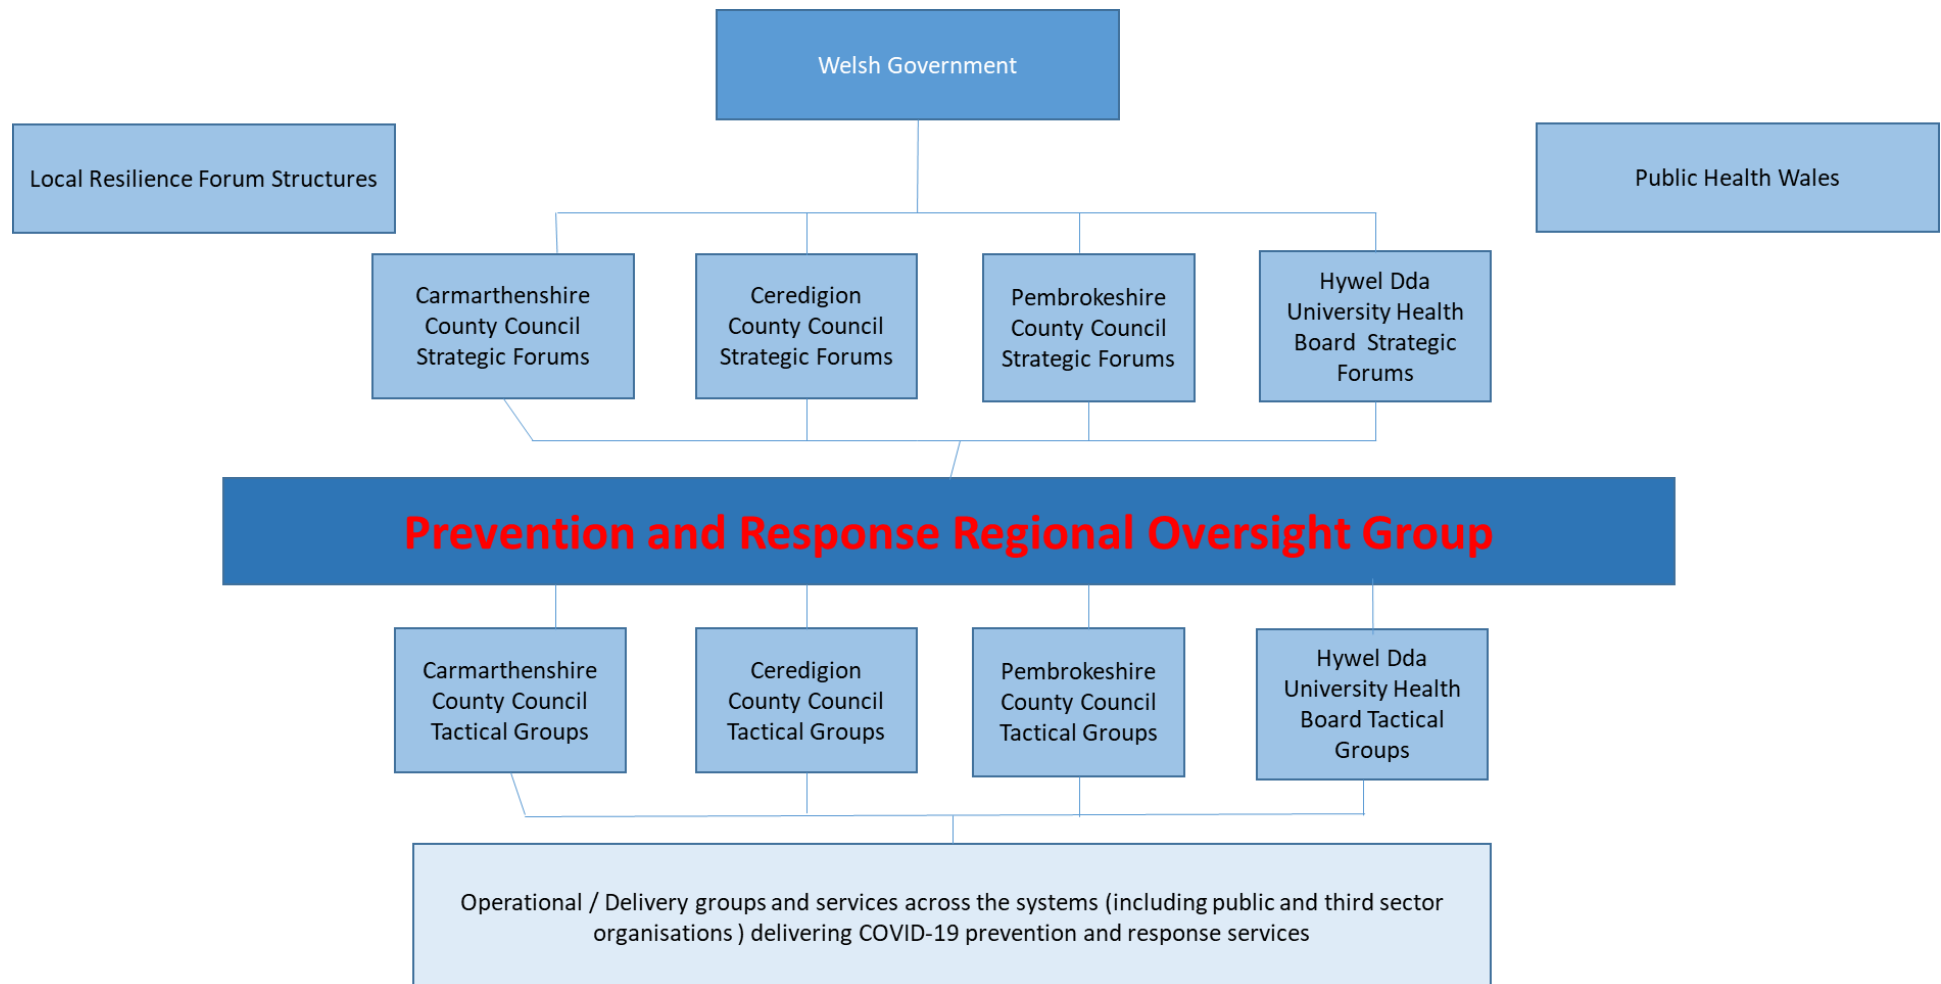 Welsh Government
Local Resilience Forum Structures
Public Health Wales
Carmarthenshire
County Council
Strategic Forums
Ceredigion
County Council
Strategic Forums
Pembrokeshire
County Council
Strategic Forums
Hywel Dda
University Health
Board  Strategic
Forums
Prevention and Response Regional Oversight Group
Carmarthenshire
County Council
Tactical Groups
Ceredigion
County Council
Tactical Groups
Pembrokeshire
County Council
Tactical Groups
Hywel Dda
University Health
Board Tactical
Groups
Operational / Delivery groups and services across the systems (including public and third sector
organisations ) delivering COVID-19 prevention and response services